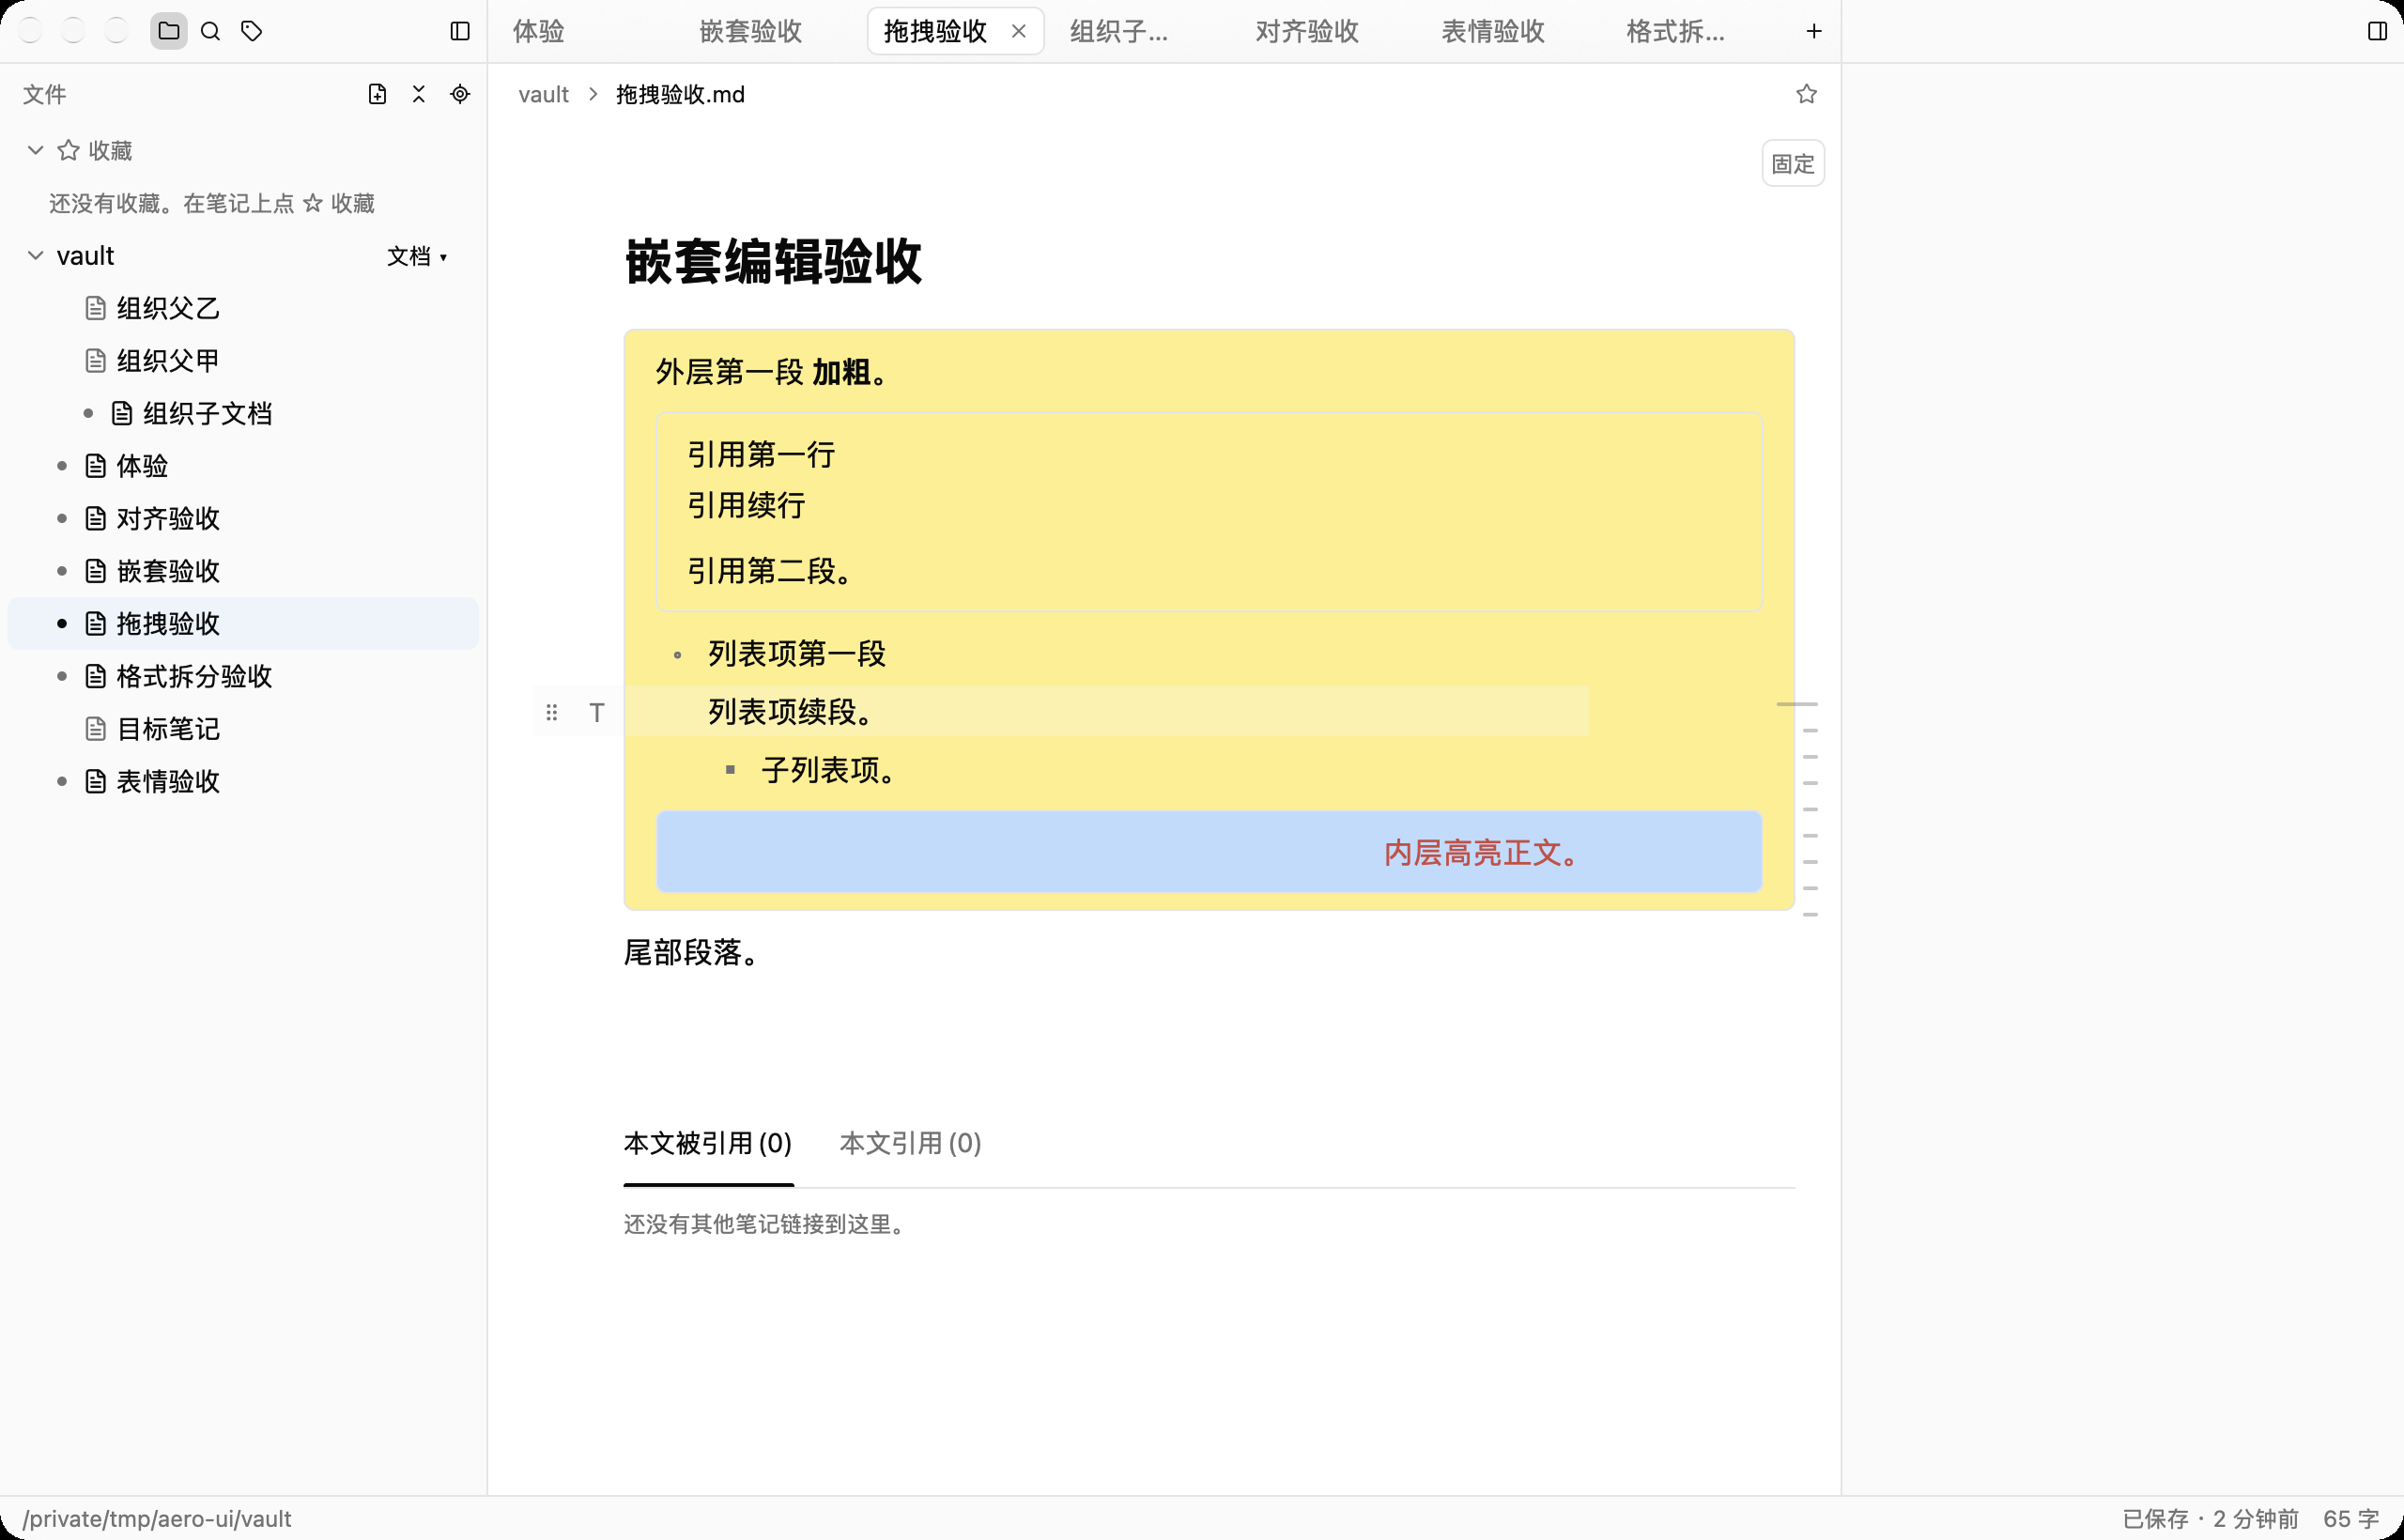 体验
嵌套验收
拖拽验收
组织子...
对齐验收
表情验收
格式拆...
文件
vault
拖拽验收.md
收藏
固定
还没有收藏。在笔记上点 ☆ 收藏
vault
文档
组织父乙
组织父甲
组织子文档
体验
对齐验收
嵌套验收
拖拽验收
格式拆分验收
目标笔记
表情验收
嵌套编辑验收
外层第一段 加粗。
引用第一行
引用续行
引用第二段。
列表项第一段
T
列表项续段。
子列表项。
内层高亮正文。
尾部段落。
本文被引用 (0)
本文引用 (0)
还没有其他笔记链接到这里。
/private/tmp/aero-ui/vault
已保存 · 2 分钟前
65 字